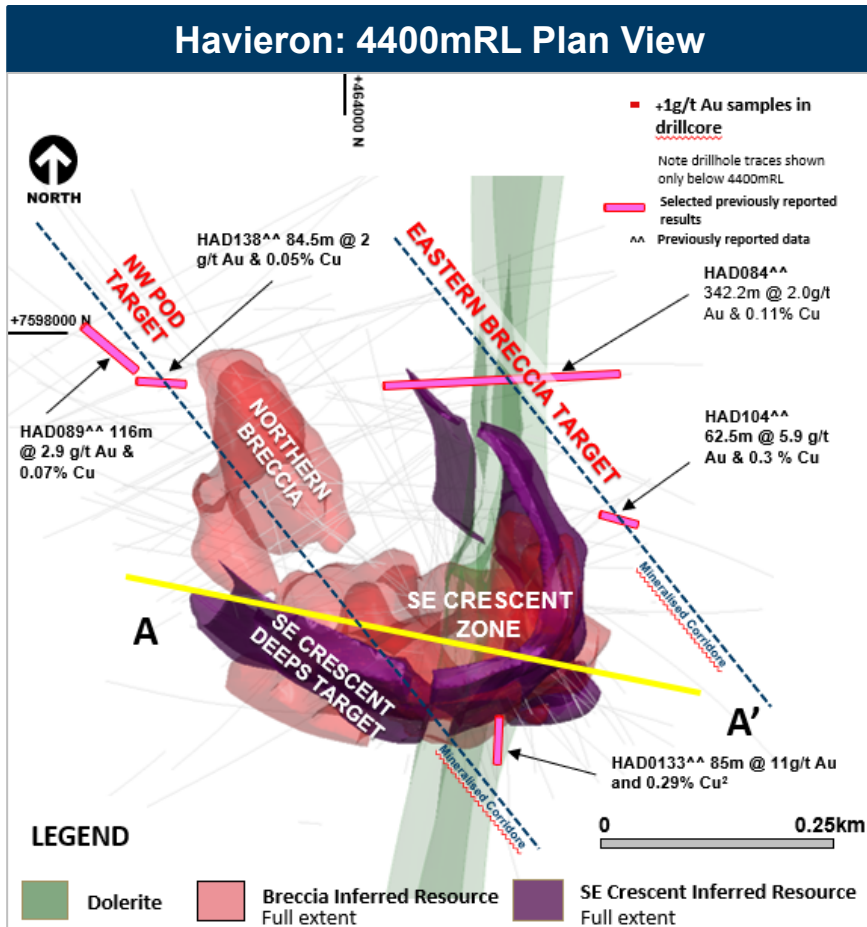 Havieron: 4400mRL Plan View
+464000 N
+1g/t Au samples in
drillcore
Note drillhole traces shown
only below 4400mRL
Selected previously reported
results
^^ Previously reported data
NORTH
HAD138^^ 84.5m @ 2
g/t Au & 0.05% Cu
NW POD
TARGET
EASTERN BRECCIA TARGET
HAD084^^
342.2m @ 2.0g/t
Au & 0.11% Cu
+7598000 N
HAD089^^ 116m
@ 2.9 g/t Au &
0.07% Cu
NORTHERN
BRECCIA
HAD104^^
62.5m @ 5.9 g/t
Au & 0.3 % Cu
Mineralised Corridore
SE CRESCENT
ZONE
A
SE CRESCENT
DEEPS TARGET
A'
HAD0133^^ 85m @ 11g/t Au
and 0.29% Cu²
Mineralised Corridore
0 0.25km
LEGEND
Dolerite
Breccia Inferred Resource
Full extent
SE Crescent Inferred Resource
Full extent